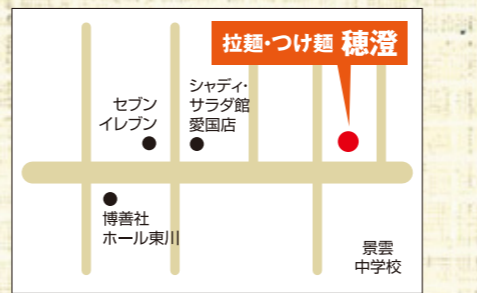 拉麺・つけ麺 穂澄
シャディ・
サラダ館
愛国店
セブン
イレブン
博善社
ホール東川
景雲
中学校